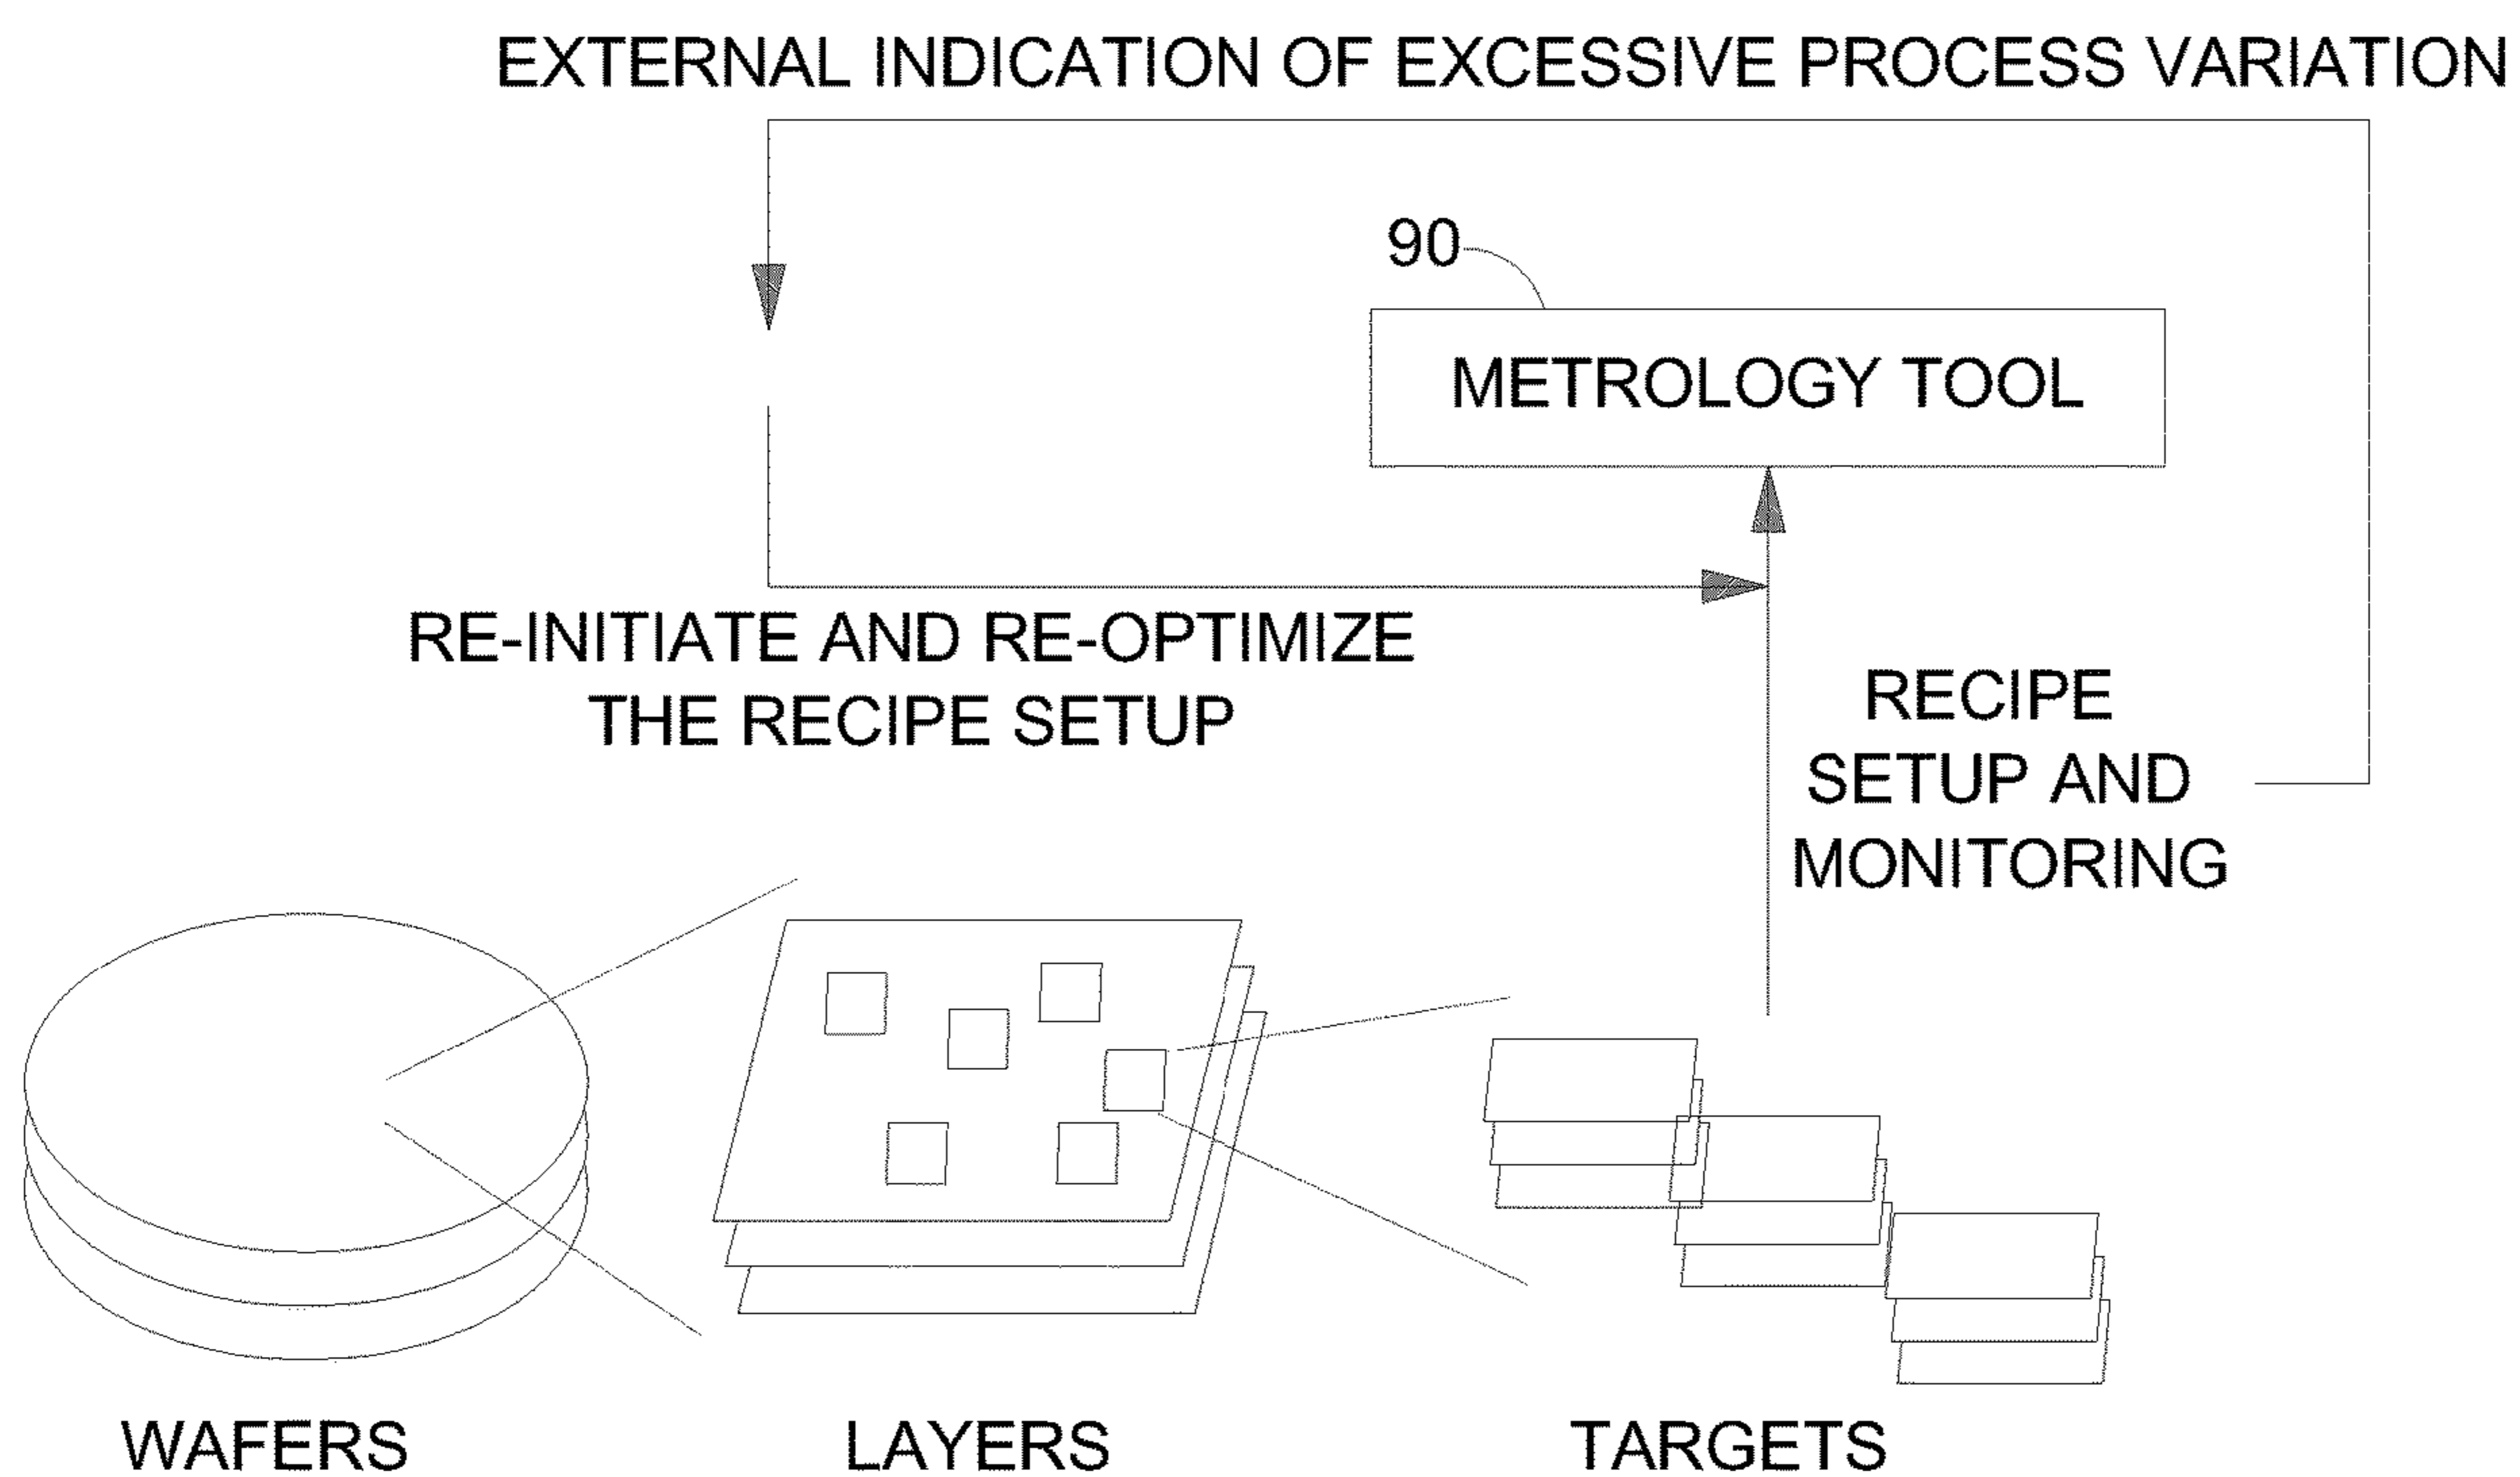 EXTERNAL INDICATION OF EXCESSIVE PROCESS VARIATION
90
METROLOGY TOOL
RE-INITIATE AND RE-OPTIMIZE
THE RECIPE SETUP
RECIPE
SETUP AND
MONITORING
WAFERS
LAYERS
TARGETS